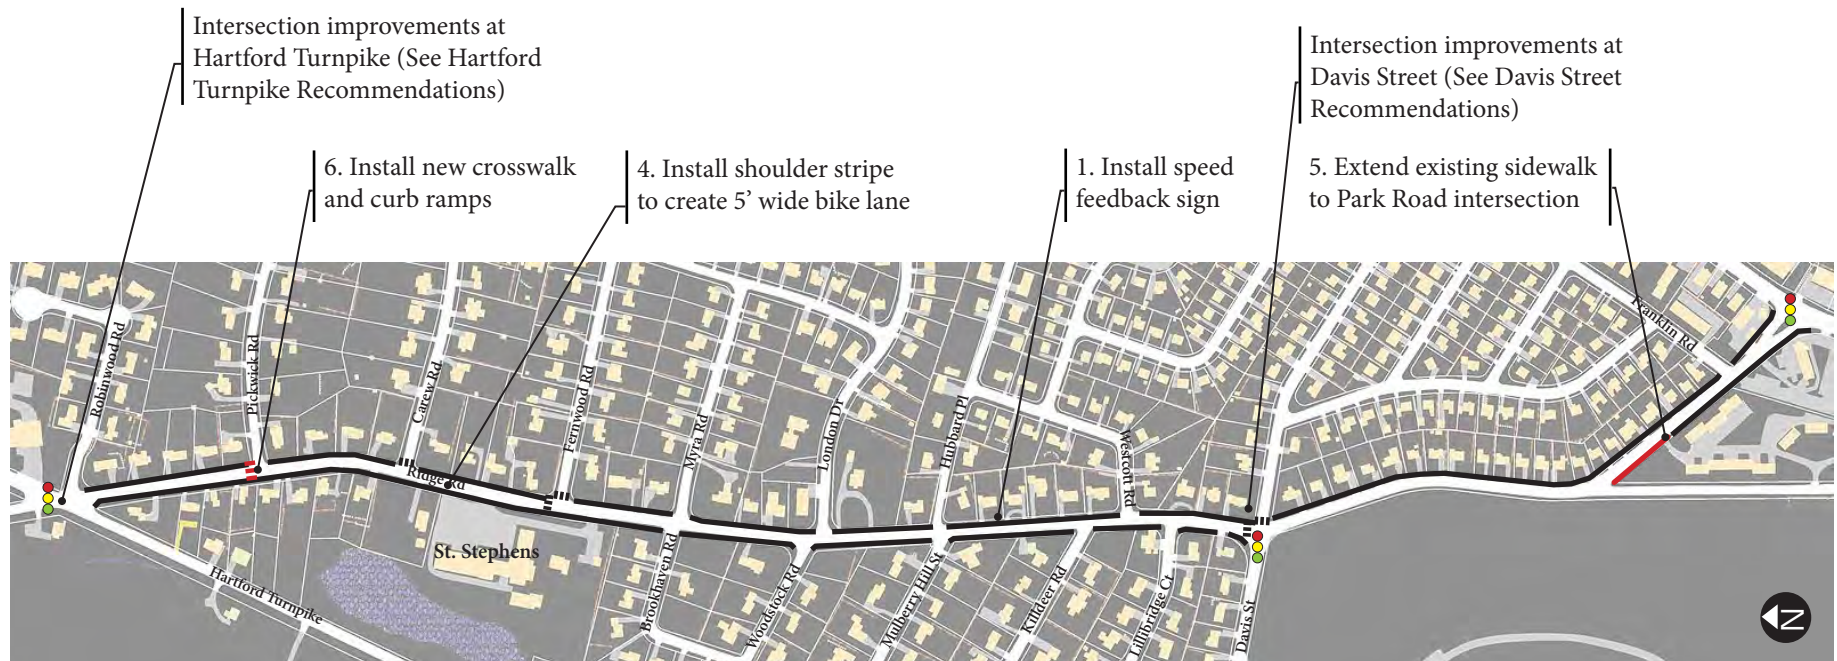 Intersection improvements at
Hartford Turnpike (See Hartford
Turnpike Recommendations)
Intersection improvements at
Davis Street (See Davis Street
Recommendations)
6. Install new crosswalk
and curb ramps
4. Install shoulder stripe
to create 5’ wide bike lane
1. Install speed
feedback sign
5. Extend existing sidewalk
to Park Road intersection
Robinwood Rd
Pickwick Rd
Carew Rd
Ridge Rd
Fernwood Rd
Myra Rd
London Dr
Hubbard Pl
Westcott Rd
Franklin Rd
St. Stephens
Hartford Turnpike
Brookhaven Rd
Woodstock Rd
Mulberry Hill St
Killdeer Rd
Lillibridge Ct
Davis St
N